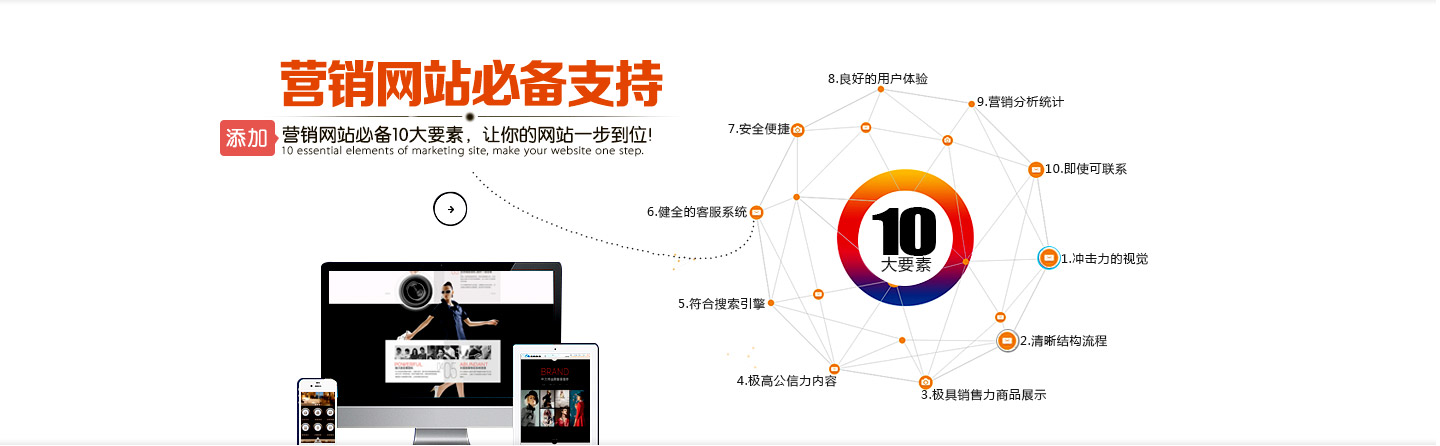 营销网站必备支持
添加
营销网站必备10大要素，让你的网站一步到位!
10 essential elements of marketing site, make your website one step.
8.良好的用户体验
9.营销分析统计
7.安全便捷
10.即使可联系
6.健全的客服系统
10
大要素
1.冲击力的视觉
5.符合搜索引擎
2.清晰结构流程
4.极高公信力内容
3.极具销售力商品展示
POWERFUL
ABUNDANT
BRAND